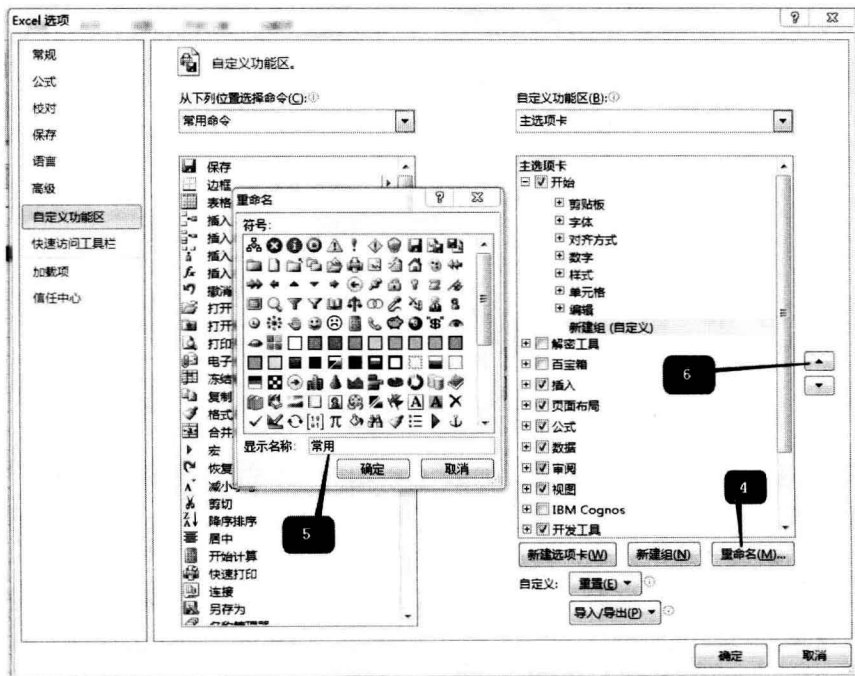 Excel 选项
常规
公式
校对
保存
语言
高级
自定义功能区
快速访问工具栏
加载项
信任中心
自定义功能区。
从下列位置选择命令(C):
常用命令
保存
边框
表格
插入
插入
插入
插入
撤消
打开
打开
打印
电子
冻结
复制
格式
合并
宏
恢复
减小
剪切
降序排序
居中
开始计算
快速打印
连接
另存为
名称管理器
重命名
符号:
显示名称:
常用
确定
取消
5
自定义功能区(B):
主选项卡
主选项卡
开始
剪贴板
字体
对齐方式
数字
样式
单元格
编辑
新建组 (自定义)
解密工具
百宝箱
插入
页面布局
公式
数据
审阅
视图
IBM Cognos
开发工具
6
4
新建选项卡(W)
新建组(N)
重命名(M)...
自定义:
重置(E)
导入/导出(P)
确定
取消